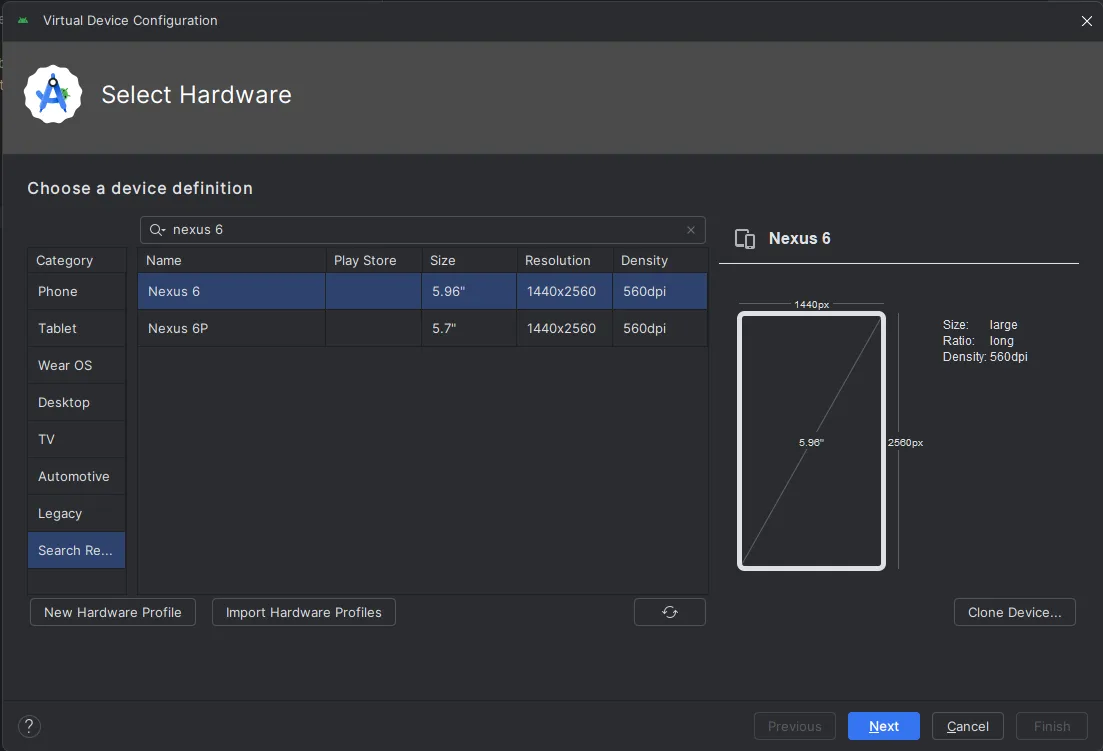 Virtual Device Configuration
Select Hardware
Choose a device definition
nexus 6
Category
Phone
Tablet
Wear OS
Desktop
TV
Automotive
Legacy
Search Re...
Name Play Store Size Resolution Density
Nexus 6 5.96" 1440x2560 560dpi
Nexus 6P 5.7" 1440x2560 560dpi
Nexus 6
1440px
5.96"
2560px
Size: large
Ratio: long
Density: 560dpi
New Hardware Profile
Import Hardware Profiles
Clone Device...
?
Previous
Next
Cancel
Finish